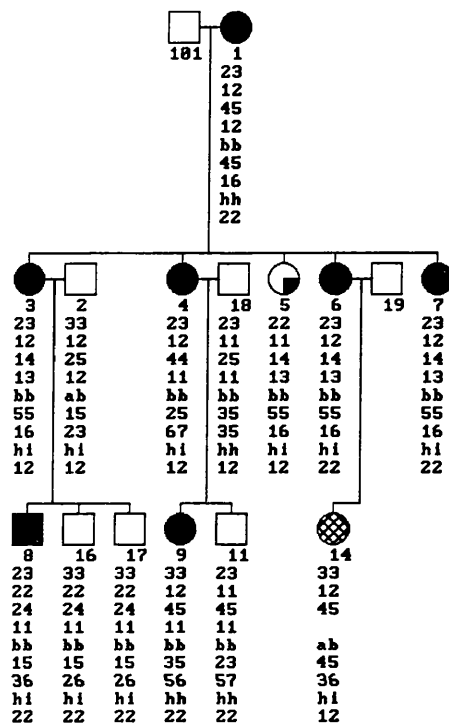 101 1
23
12
45
12
bb
45
16
hh
22
3 2 4 18 5 6 19 7
23 33 23 23 22 23 23
12 12 12 11 11 12 12
14 25 44 25 14 14 14
13 12 11 11 13 13 13
bb ab bb bb bb bb bb
55 15 25 35 55 55 55
16 23 67 35 16 16 16
hi hi hi hh hi hi hi
12 12 12 12 12 22 22
8 16 17 9 11 14
23 33 33 33 23 33
22 22 22 12 11 12
24 24 24 45 45 45
11 11 11 11 11
bb bb bb bb bb ab
15 15 15 35 23 45
36 26 26 56 57 36
hi hi hi hh hh hi
22 22 22 22 22 12